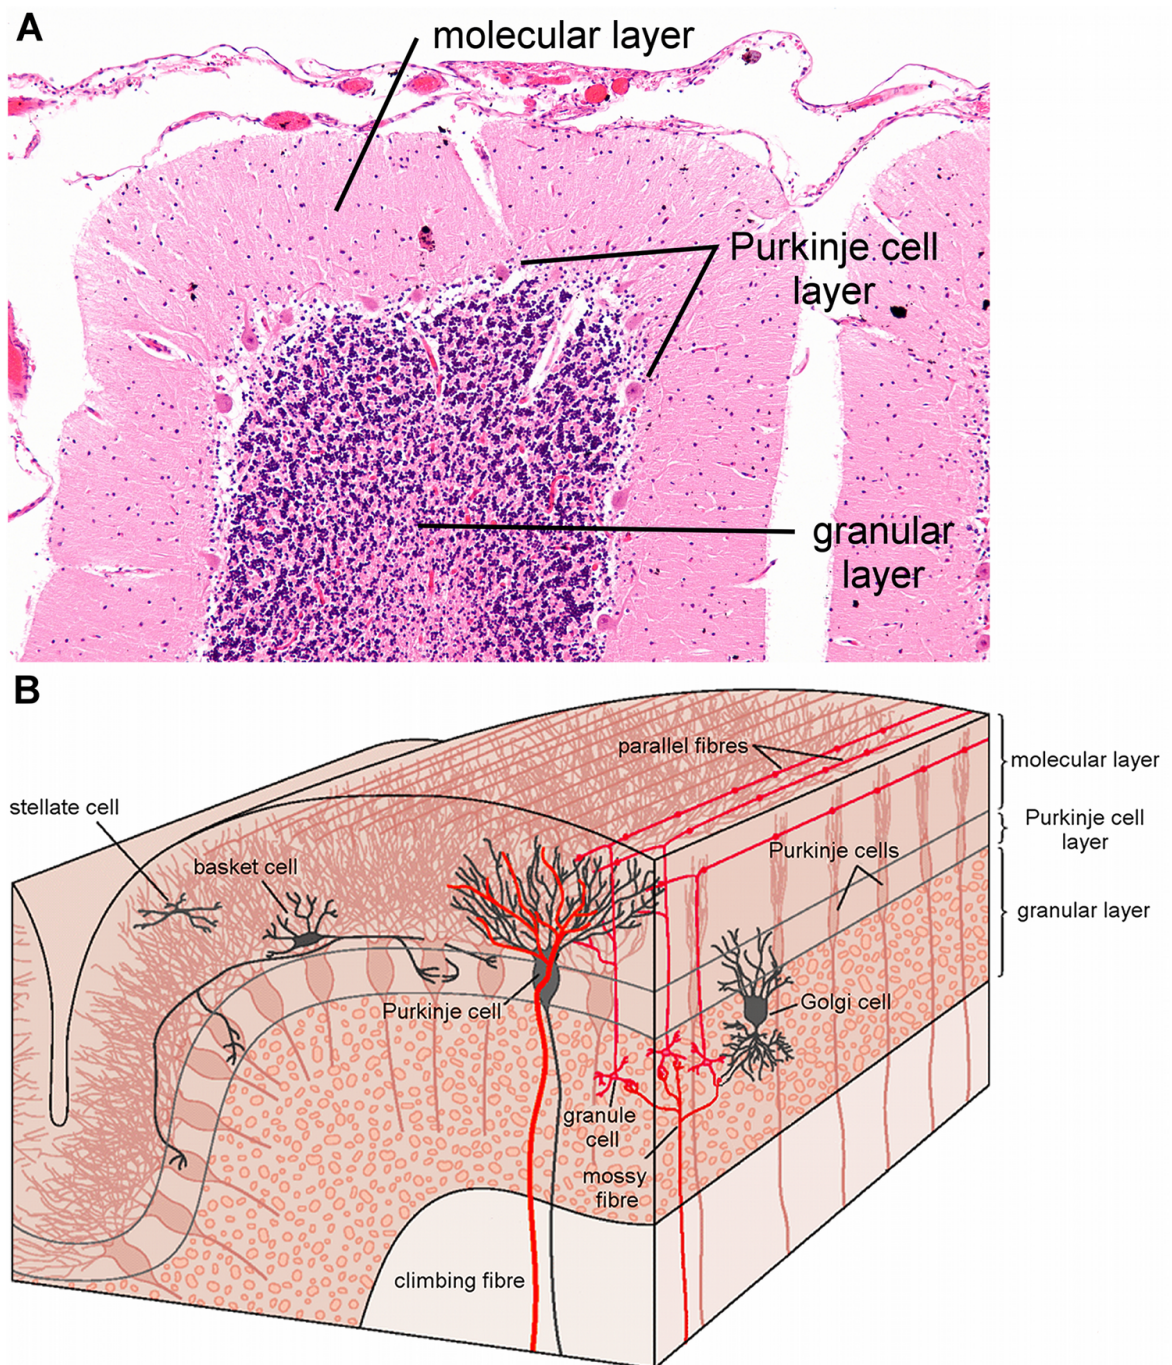 A
molecular layer
Purkinje cell
layer
granular
layer
B
parallel fibres
molecular layer
stellate cell
Purkinje cell
layer
basket cell
Purkinje cells
granular layer
Golgi cell
Purkinje cell
granule
cell
mossy
fibre
climbing fibre